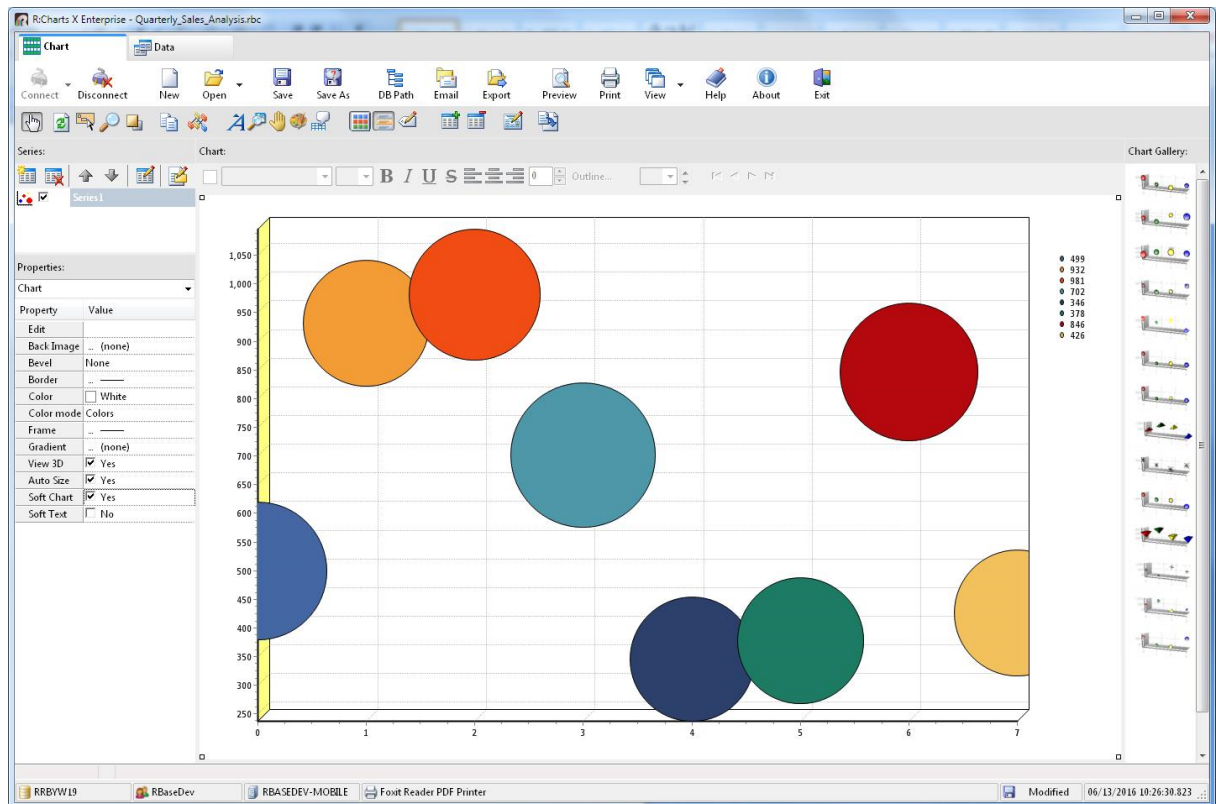 R:Charts X Enterprise - Quarterly_Sales_Analysis.rbc
Chart Data
Connect Disconnect New Open Save Save As DB Path Email Export Preview Print View Help About Exit
Series: Chart: Chart Gallery:
B I U S 0 Outline...
Series1
Properties:
Chart
Property Value
Edit
Back Image ... (none)
Bevel None
Border ...
Color White
Color mode Colors
Frame ...
Gradient ... (none)
View 3D Yes
Auto Size Yes
Soft Chart Yes
Soft Text No
1,050
1,000
950
900
850
800
750
700
650
600
550
500
450
400
350
300
250
0 1 2 3 4 5 6 7
499
932
981
702
346
378
846
426
RRBYW19 RBaseDev RBASEDEV-MOBILE Foxit Reader PDF Printer Modified 06/13/2016 10:26:30.823